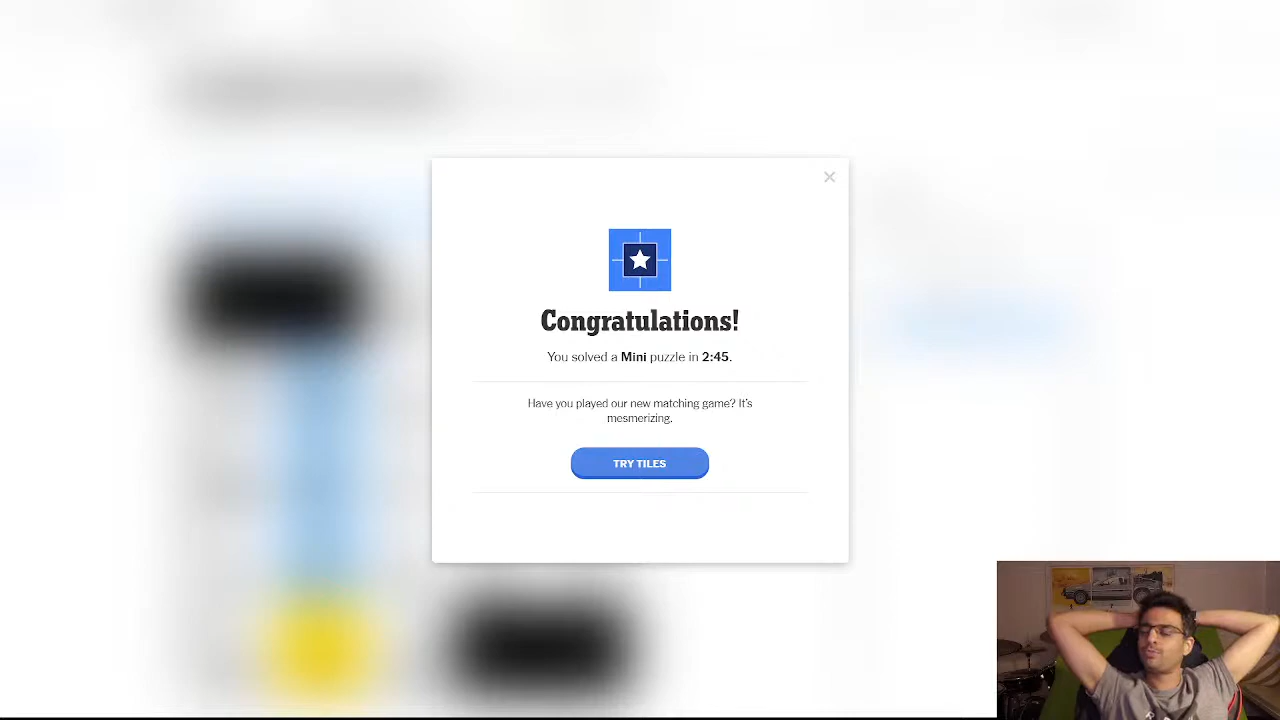 Congratulations!
You solved a Mini puzzle in 2:45.
Have you played our new matching game? It's
mesmerizing.
TRY TILES